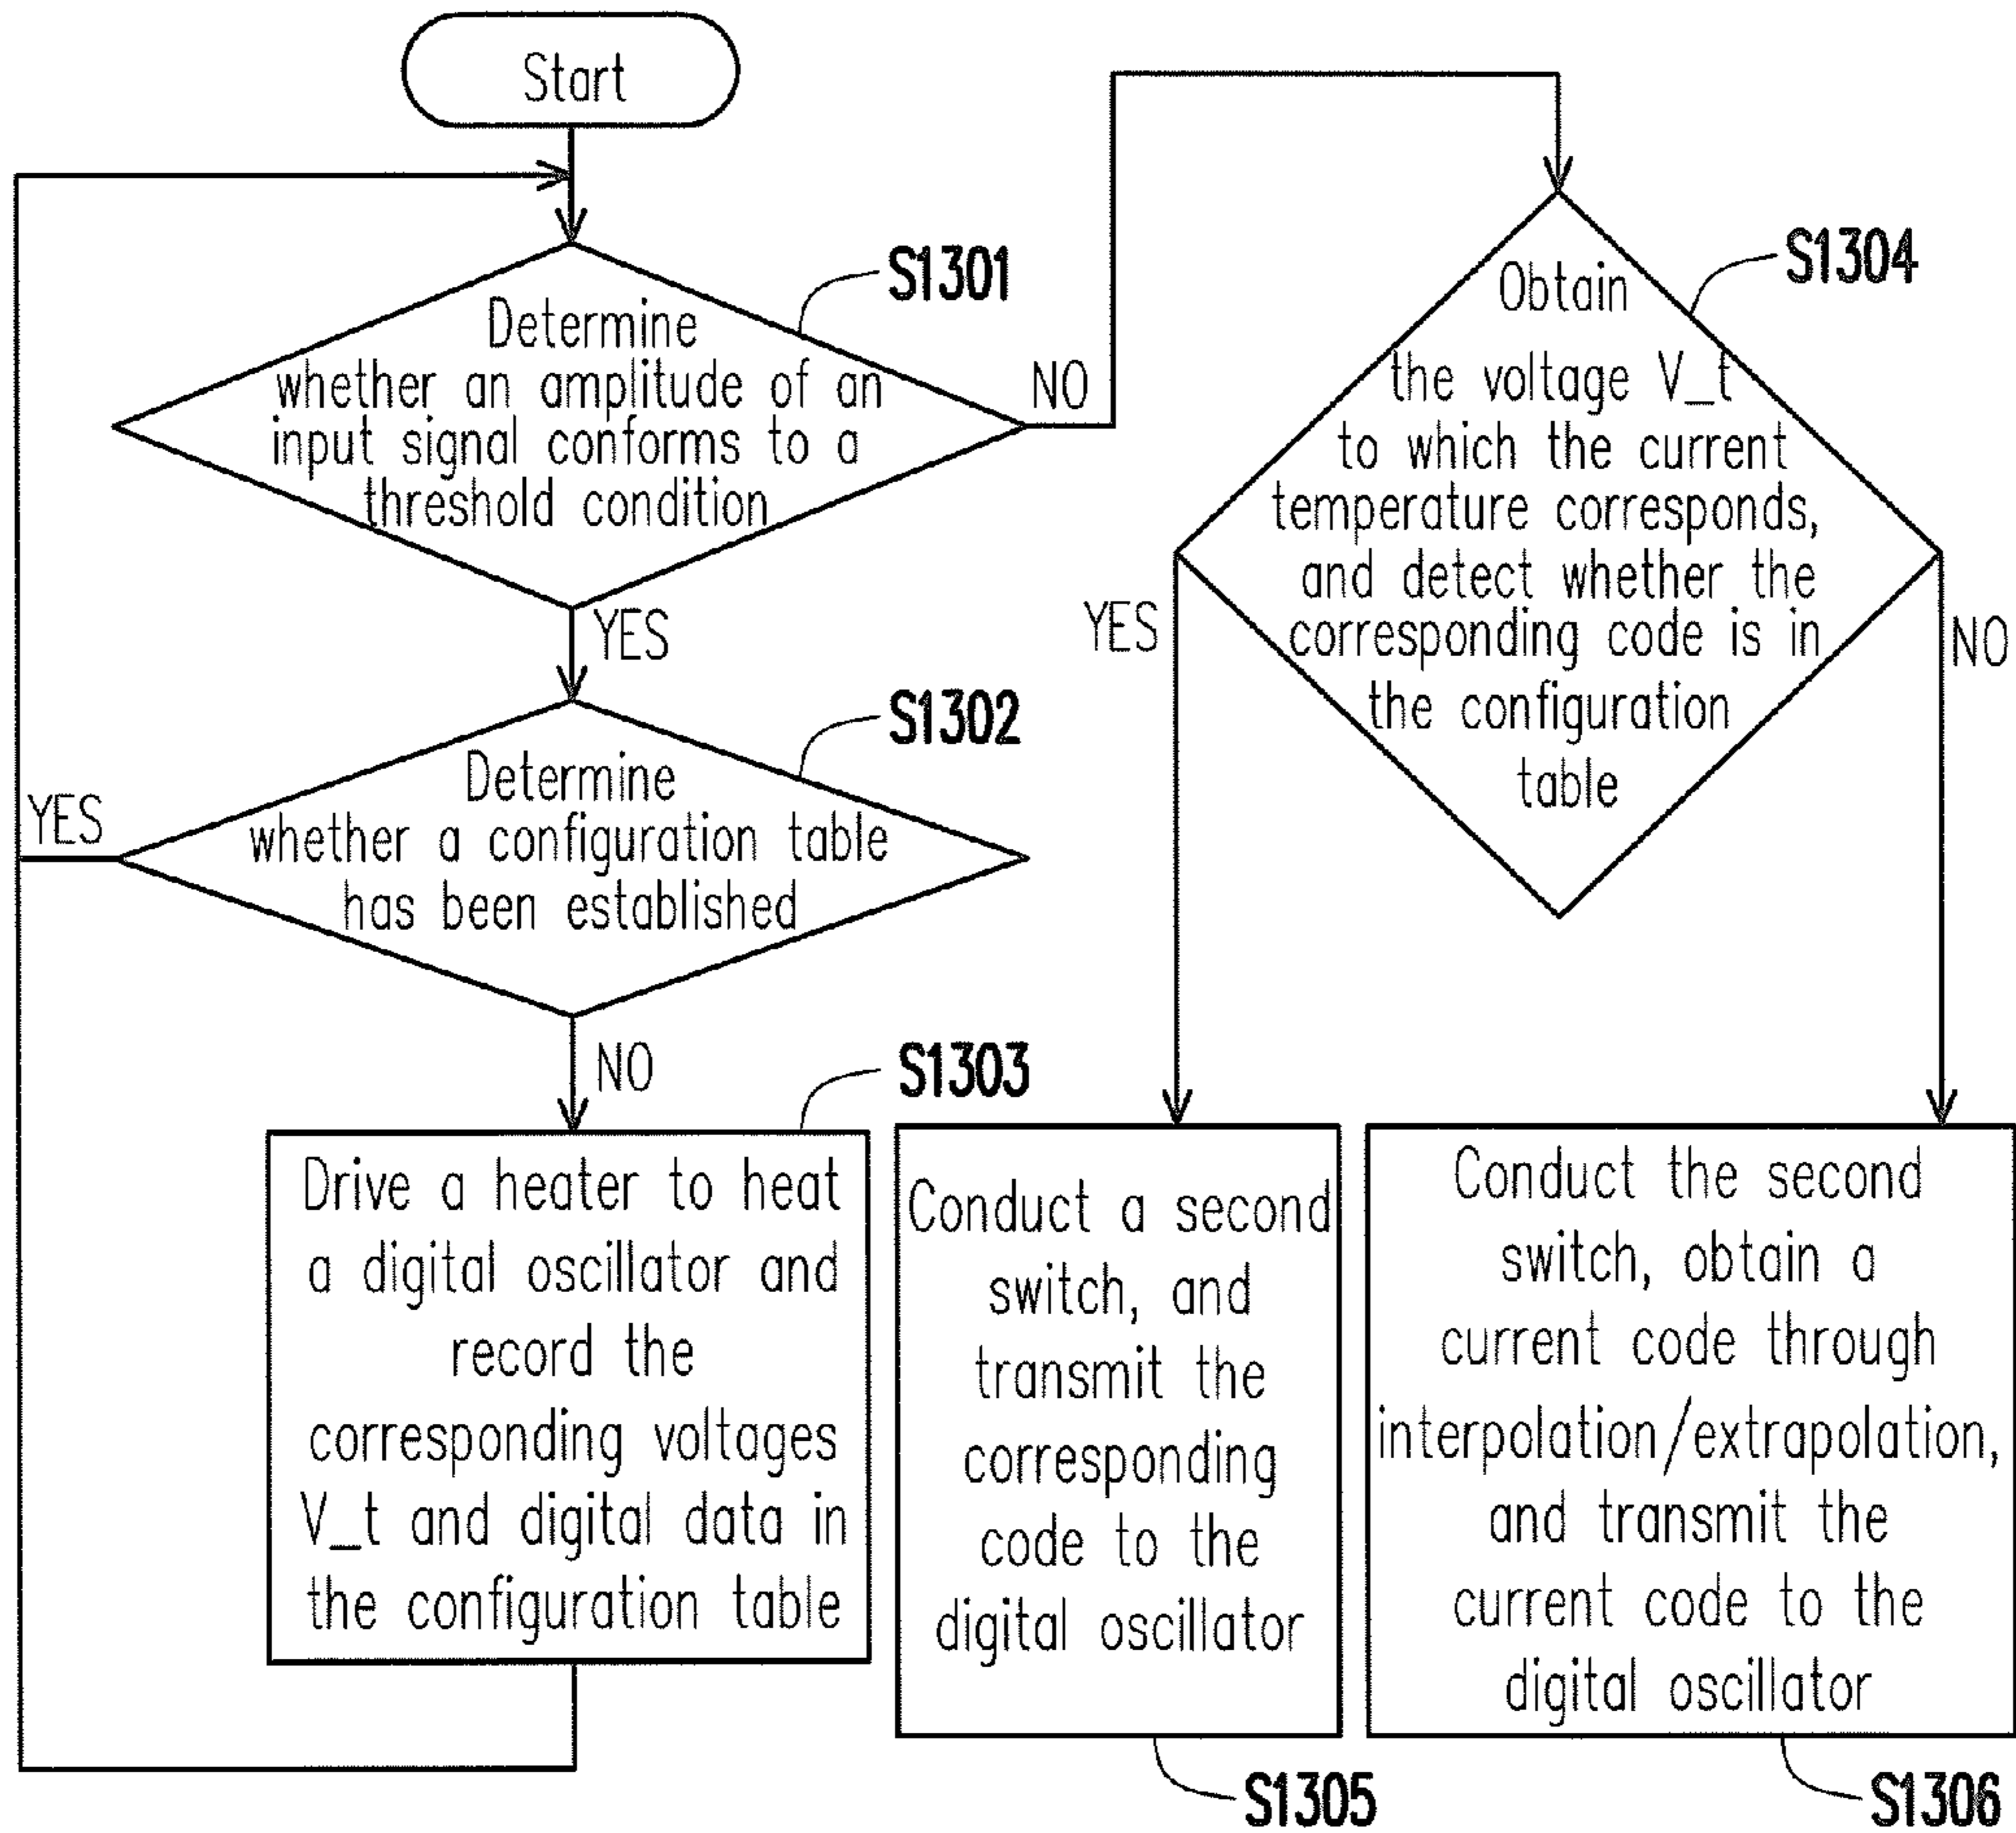 Start
S1301
Determine
whether an amplitude of an
input signal conforms to a
threshold condition
NO
YES
S1302
Determine
whether a configuration table
has been established
YES
NO
S1303
Drive a heater to heat
a digital oscillator and
record the
corresponding voltages
V_t and digital data in
the configuration table
S1304
Obtain
the voltage V_t
to which the current
temperature corresponds,
and detect whether the
corresponding code is in
the configuration
table
YES
NO
Conduct a second
switch, and
transmit the
corresponding
code to the
digital oscillator
S1305
Conduct the second
switch, obtain a
current code through
interpolation/extrapolation,
and transmit the
current code to the
digital oscillator
S1306